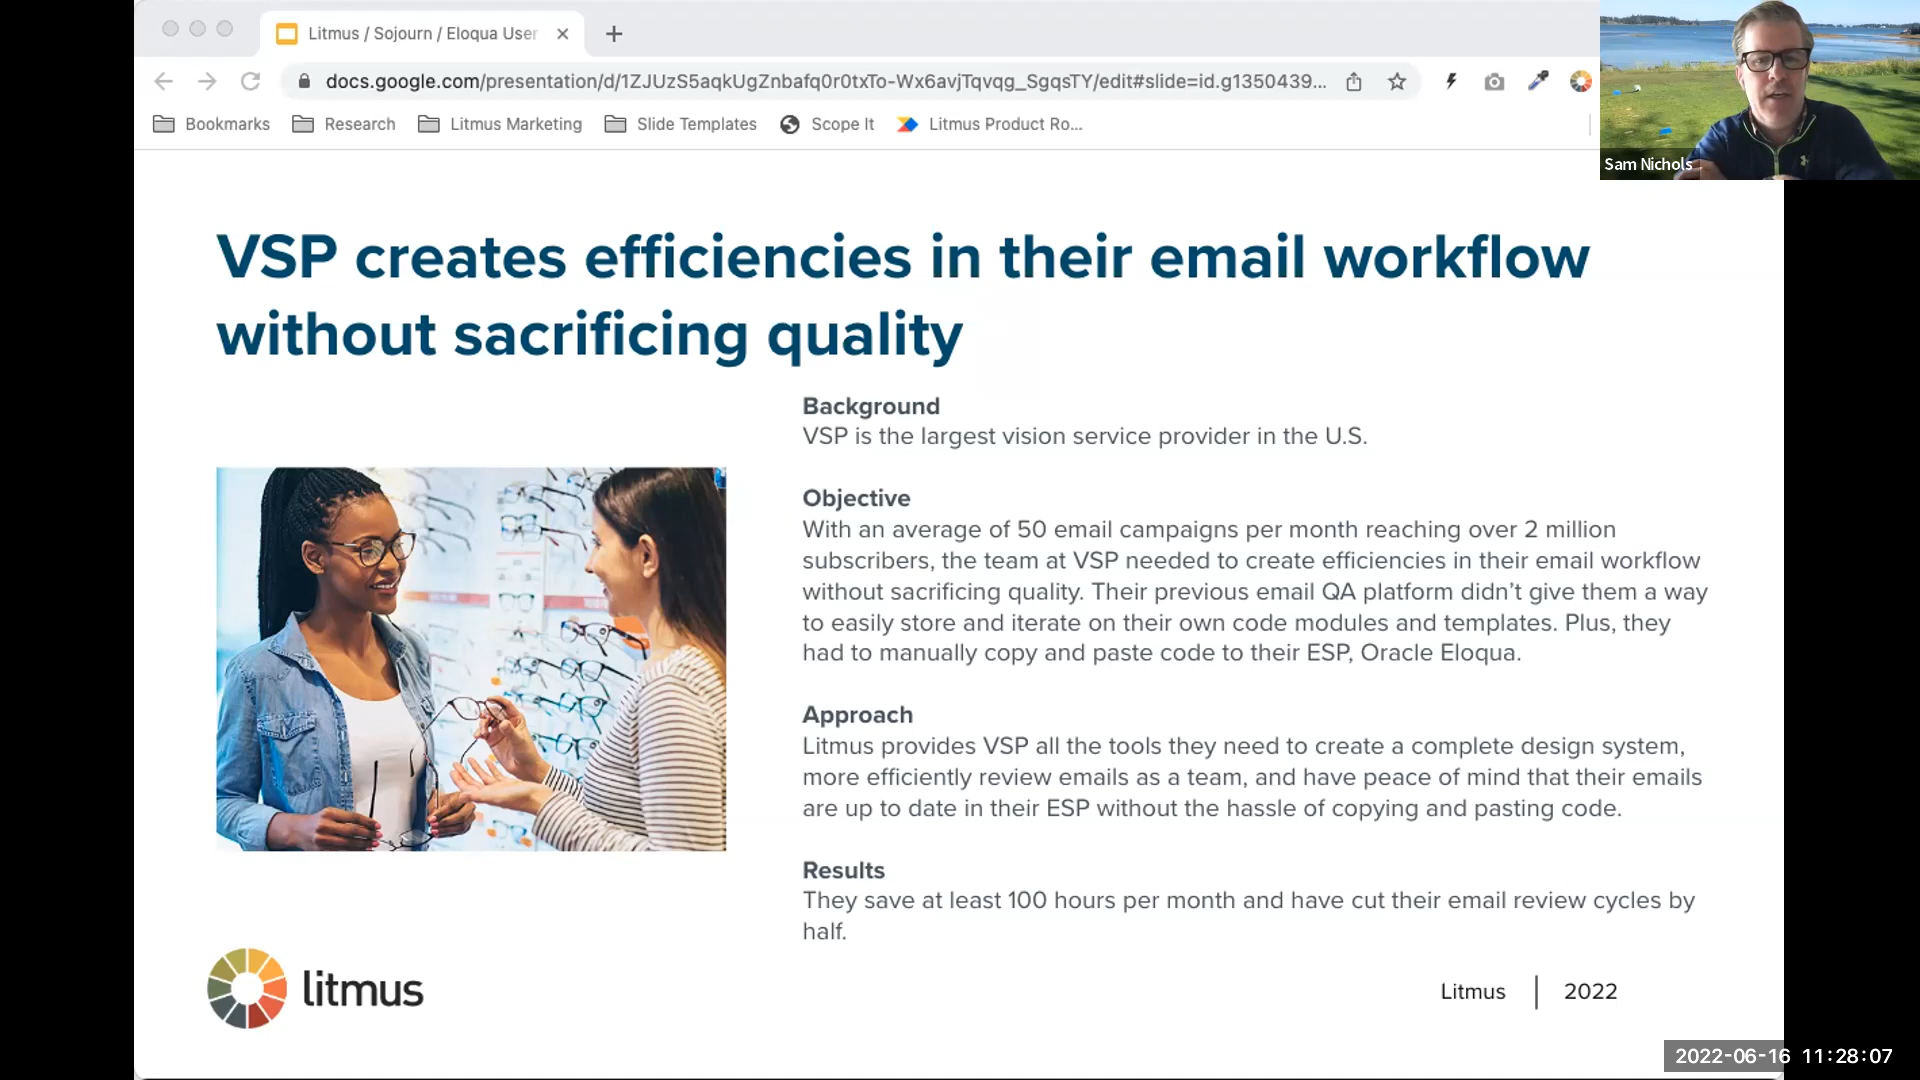 Litmus / Sojourn / Eloqua User
docs.google.com/presentation/d/1ZJUzS5aqkUgZnbafq0r0txTo-Wx6avjTqvqg_SgqsTY/edit#slide=id.g1350439...
Bookmarks Research Litmus Marketing Slide Templates Scope It Litmus Product Ro...
Sam Nichols
VSP creates efficiencies in their email workflow
without sacrificing quality
Background
VSP is the largest vision service provider in the U.S.
Objective
With an average of 50 email campaigns per month reaching over 2 million
subscribers, the team at VSP needed to create efficiencies in their email workflow
without sacrificing quality. Their previous email QA platform didn’t give them a way
to easily store and iterate on their own code modules and templates. Plus, they
had to manually copy and paste code to their ESP, Oracle Eloqua.
Approach
Litmus provides VSP all the tools they need to create a complete design system,
more efficiently review emails as a team, and have peace of mind that their emails
are up to date in their ESP without the hassle of copying and pasting code.
Results
They save at least 100 hours per month and have cut their email review cycles by
half.
litmus
Litmus | 2022
2022-06-16 11:28:07